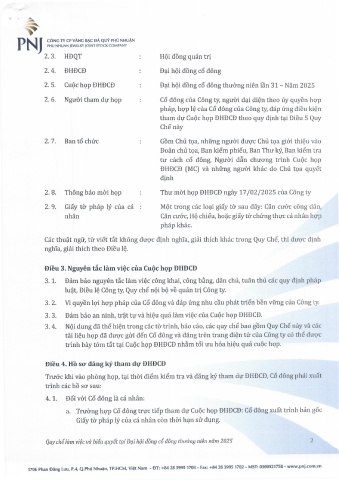 PNJ
CÔNG TY CP VÀNG BẠC ĐÁ QUÝ PHÚ NHUẬN
PHU NHUAN JEWELRY JOINT STOCK COMPANY
2.3. HĐQT : Hội đồng quản trị
2.4. ĐHĐCĐ : Đại hội đồng cổ đông
2.5. Cuộc họp ĐHĐCĐ : Đại hội đồng cổ đông thường niên lần 31 – Năm 2025
2.6. Người tham dự họp : Cổ đông của Công ty, người đại diện theo ủy quyền hợp
pháp, hợp lệ của Cổ đông của Công ty, đáp ứng điều kiện
tham dự Cuộc họp ĐHĐCĐ theo quy định tại Điều 5 Quy
Chế này
2.7. Ban tổ chức : Gồm Chủ tọa, những người được Chủ tọa giới thiệu vào
Đoàn chủ tọa, Ban kiểm phiếu, Ban Thư ký, Ban kiểm tra
tư cách cổ đông, Người dẫn chương trình Cuộc họp
ĐHĐCĐ (MC) và những người khác do Chủ tọa quyết
định
2.8. Thông báo mời họp : Thư mời họp ĐHĐCĐ ngày 17/02/2025 của Công ty
2.9. Giấy tờ pháp lý của cá : Một trong các loại giấy tờ sau đây: Căn cước công dân,
nhân Căn cước, Hộ chiếu, hoặc giấy tờ chứng thực cá nhân hợp
pháp khác.
Các thuật ngữ, từ viết tắt không được định nghĩa, giải thích khác trong Quy Chế này, thì được định
nghĩa, giải thích theo Điều lệ.
Điều 3. Nguyên tắc làm việc của Cuộc họp ĐHĐCĐ
3.1. Đảm bảo nguyên tắc làm việc công khai, công bằng, dân chủ, tuân thủ các quy định pháp
luật, Điều lệ Công ty, Quy chế nội bộ về quản trị Công ty.
3.2. Vì quyền lợi hợp pháp của Cổ đông và đáp ứng nhu cầu phát triển bền vững của Công ty.
3.3. Đảm bảo an ninh, trật tự và hiệu quả làm việc của Cuộc họp ĐHĐCĐ.
3.4. Nội dung đã thể hiện trong các tờ trình, báo cáo, các quy chế bao gồm Quy Chế này và các
tài liệu họp đã được gửi đến Cổ đông và đăng trên trang điện tử của Công ty có thể được
trình bày tóm tắt tại Cuộc họp ĐHĐCĐ nhằm tối ưu hóa hiệu quả cuộc họp.
Điều 4. Hồ sơ đăng ký tham dự ĐHĐCĐ
Trước khi vào phòng họp, tại thời điểm kiểm tra và đăng ký tham dự ĐHĐCĐ, Cổ đông phải xuất
trình các hồ sơ sau:
4.1. Đối với Cổ đông là cá nhân:
a. Trường hợp Cổ đông trực tiếp tham dự Cuộc họp ĐHĐCĐ: Cổ đông xuất trình bản gốc
Giấy tờ pháp lý của cá nhân còn thời hạn sử dụng.
Quy chế làm việc và biểu quyết tại Đại hội đồng cổ đông thường niên năm 2025 2
170E Phan Đăng Lưu, P.4, Q.Phú Nhuận, TP.HCM, Việt Nam - ĐT: +84 28 3995 1703 - Fax: +84 28 3995 1702 - MST: 0300521758 - www.pnj.com.vn